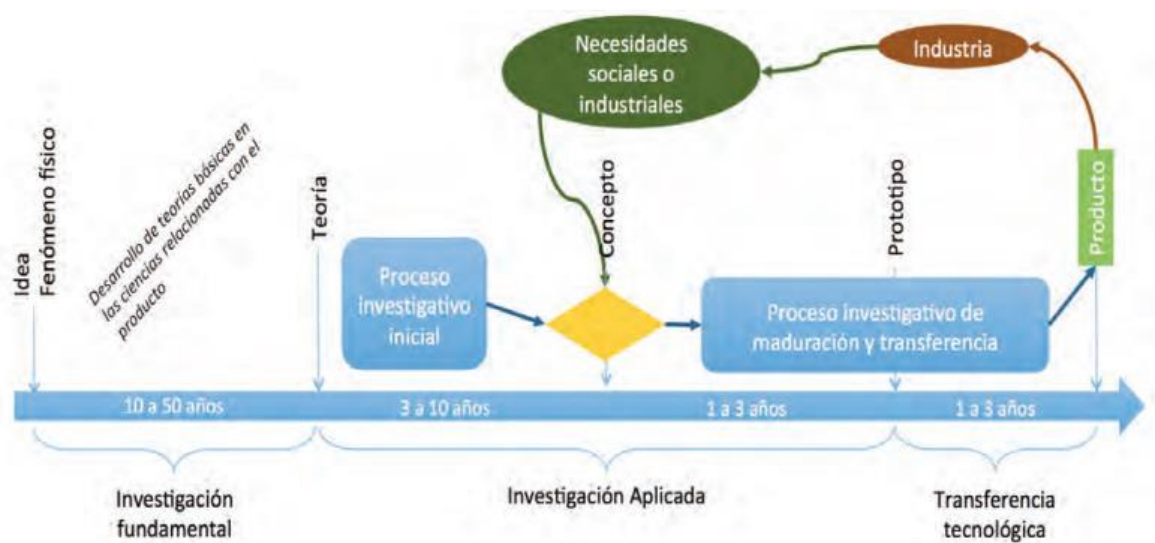 Necesidades
sociales o
industriales
Industria
Idea
Fenómeno físico
Desarrollo de teorías básicas en
las ciencias relacionadas con el
producto
Teoría
Concepto
Prototipo
Producto
Proceso
investigativo
inicial
Proceso investigativo de
maduración y transferencia
10 a 50 años
3 a 10 años
1 a 3 años
1 a 3 años
Investigación
fundamental
Investigación Aplicada
Transferencia
tecnológica